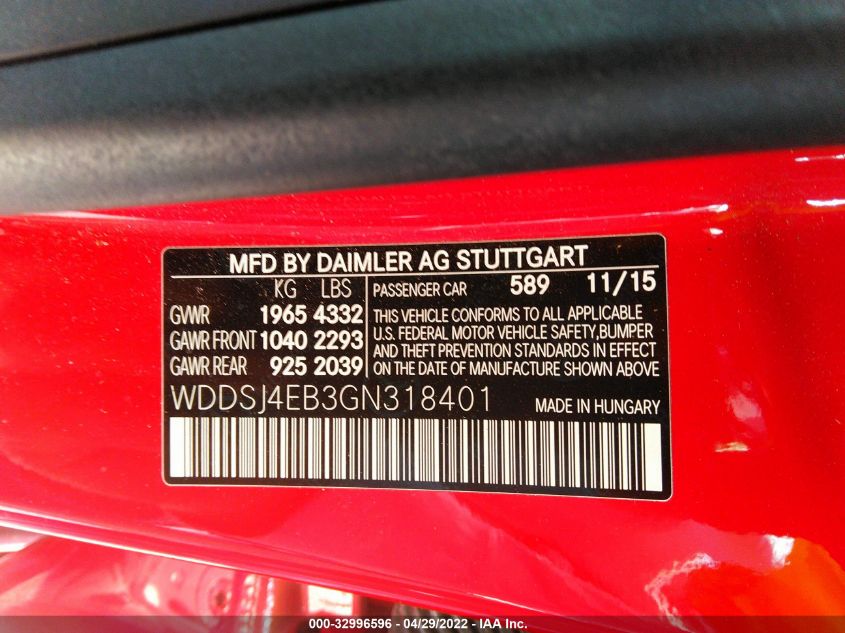 MFD BY DAIMLER AG STUTTGART
KG LBS
GVWR 1965 4332
GAWR FRONT 1040 2293
GAWR REAR 925 2039
PASSENGER CAR 589 11/15
THIS VEHICLE CONFORMS TO ALL APPLICABLE
U.S. FEDERAL MOTOR VEHICLE SAFETY,BUMPER
AND THEFT PREVENTION STANDARDS IN EFFECT
ON THE DATE OF MANUFACTURE SHOWN ABOVE
WDDSJ4EB3GN318401 MADE IN HUNGARY
000-32996596 - 04/29/2022 - IAA, Inc.